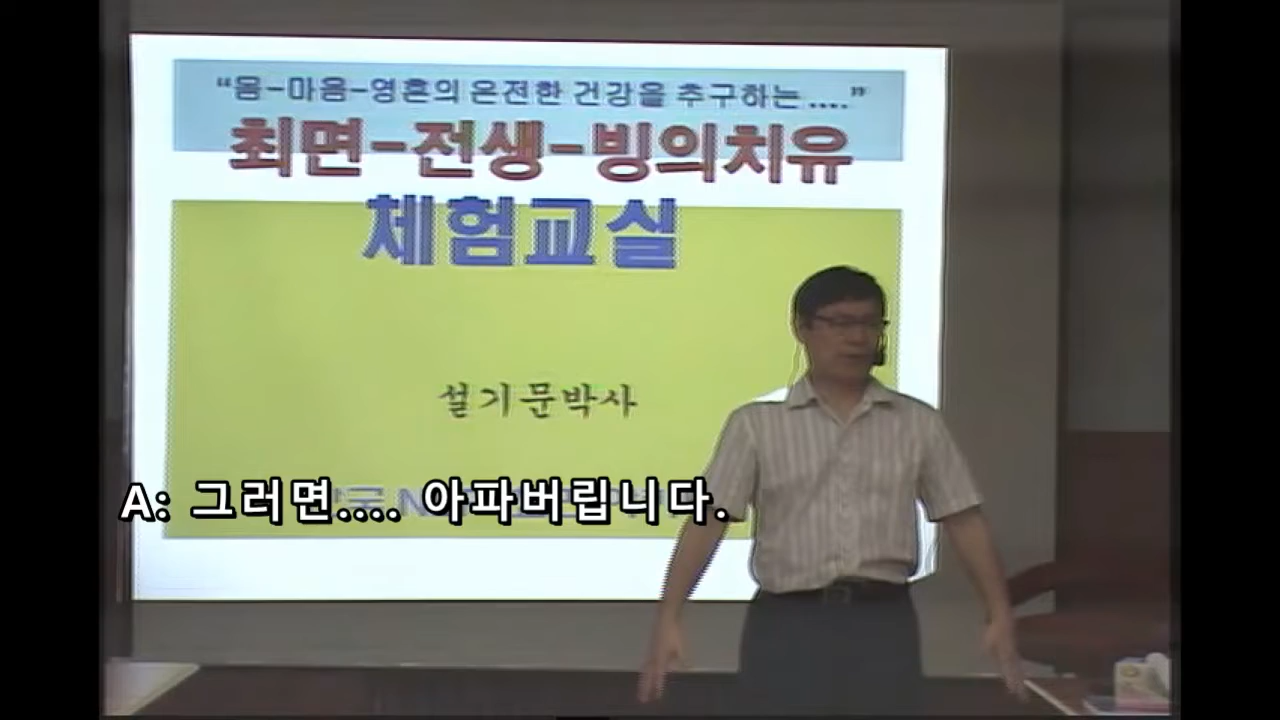 “몸-마음-영혼의 온전한 건강을 추구하는....”
최면-전생-빙의치유
체험교실
설기문박사
A: 그러면.... 아파버립니다.